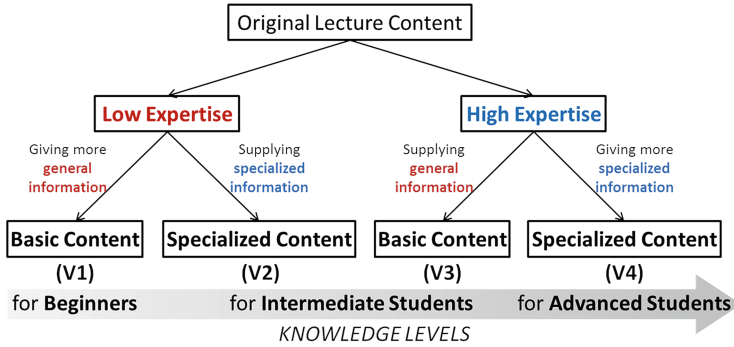 Original Lecture Content
Low Expertise
High Expertise
Giving more
general
information
Supplying
specialized
information
Supplying
general
information
Giving more
specialized
information
Basic Content
Specialized Content
Basic Content
Specialized Content
(V1)
(V2)
(V3)
(V4)
for Beginners
for Intermediate Students
for Advanced Students
KNOWLEDGE LEVELS